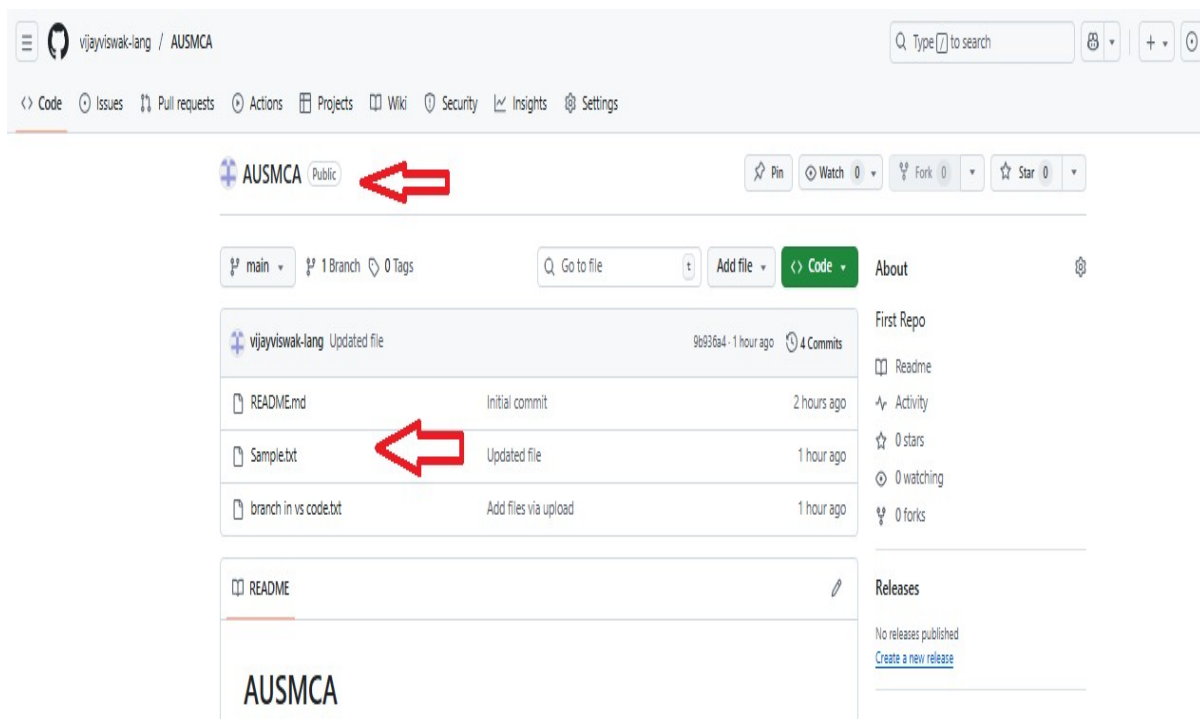 vijayviswak-lang / AUSMCA
Type / to search
Code Issues Pull requests Actions Projects Wiki Security Insights Settings
AUSMCA Public
Pin Watch 0 Fork 0 Star 0
main 1 Branch 0 Tags Go to file t Add file Code
About
First Repo
vijayviswak-lang Updated file 9b936a4 · 1 hour ago 4 Commits
Readme
README.md Initial commit 2 hours ago
Activity
0 stars
Sample.txt Updated file 1 hour ago
0 watching
branch in vs code.txt Add files via upload 1 hour ago
0 forks
README
Releases
No releases published
Create a new release
AUSMCA